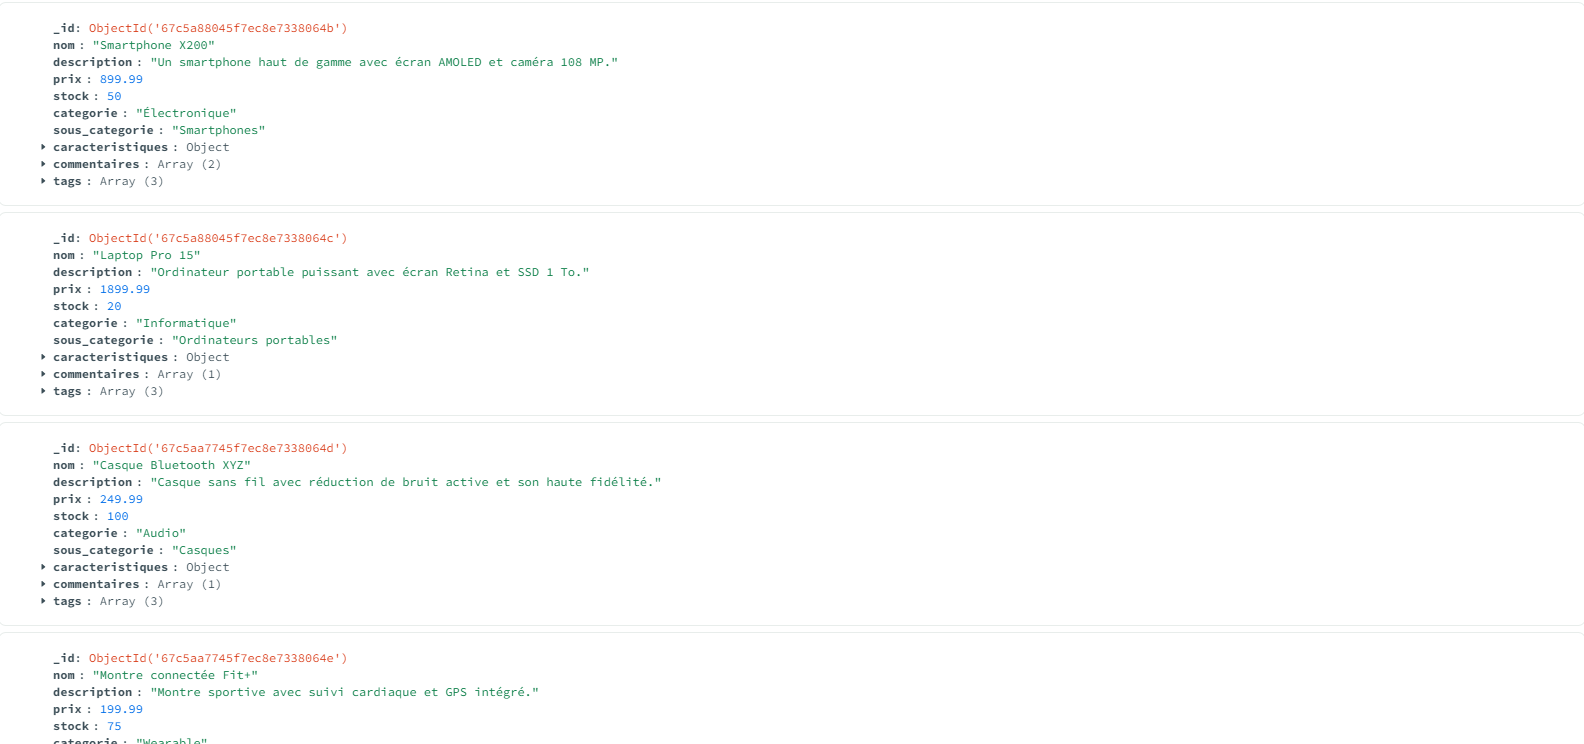 _id: ObjectId('67c5a88045f7ec8e7338064b')
nom : "Smartphone X200"
description : "Un smartphone haut de gamme avec écran AMOLED et caméra 108 MP."
prix : 899.99
stock : 50
categorie : "Électronique"
sous_categorie : "Smartphones"
caracteristiques : Object
commentaires : Array (2)
tags : Array (3)
_id: ObjectId('67c5a88045f7ec8e7338064c')
nom : "Laptop Pro 15"
description : "Ordinateur portable puissant avec écran Retina et SSD 1 To."
prix : 1899.99
stock : 20
categorie : "Informatique"
sous_categorie : "Ordinateurs portables"
caracteristiques : Object
commentaires : Array (1)
tags : Array (3)
_id: ObjectId('67c5aa7745f7ec8e7338064d')
nom : "Casque Bluetooth XYZ"
description : "Casque sans fil avec réduction de bruit active et son haute fidélité."
prix : 249.99
stock : 100
categorie : "Audio"
sous_categorie : "Casques"
caracteristiques : Object
commentaires : Array (1)
tags : Array (3)
_id: ObjectId('67c5aa7745f7ec8e7338064e')
nom : "Montre connectée Fit+"
description : "Montre sportive avec suivi cardiaque et GPS intégré."
prix : 199.99
stock : 75
categorie : "Wearable"